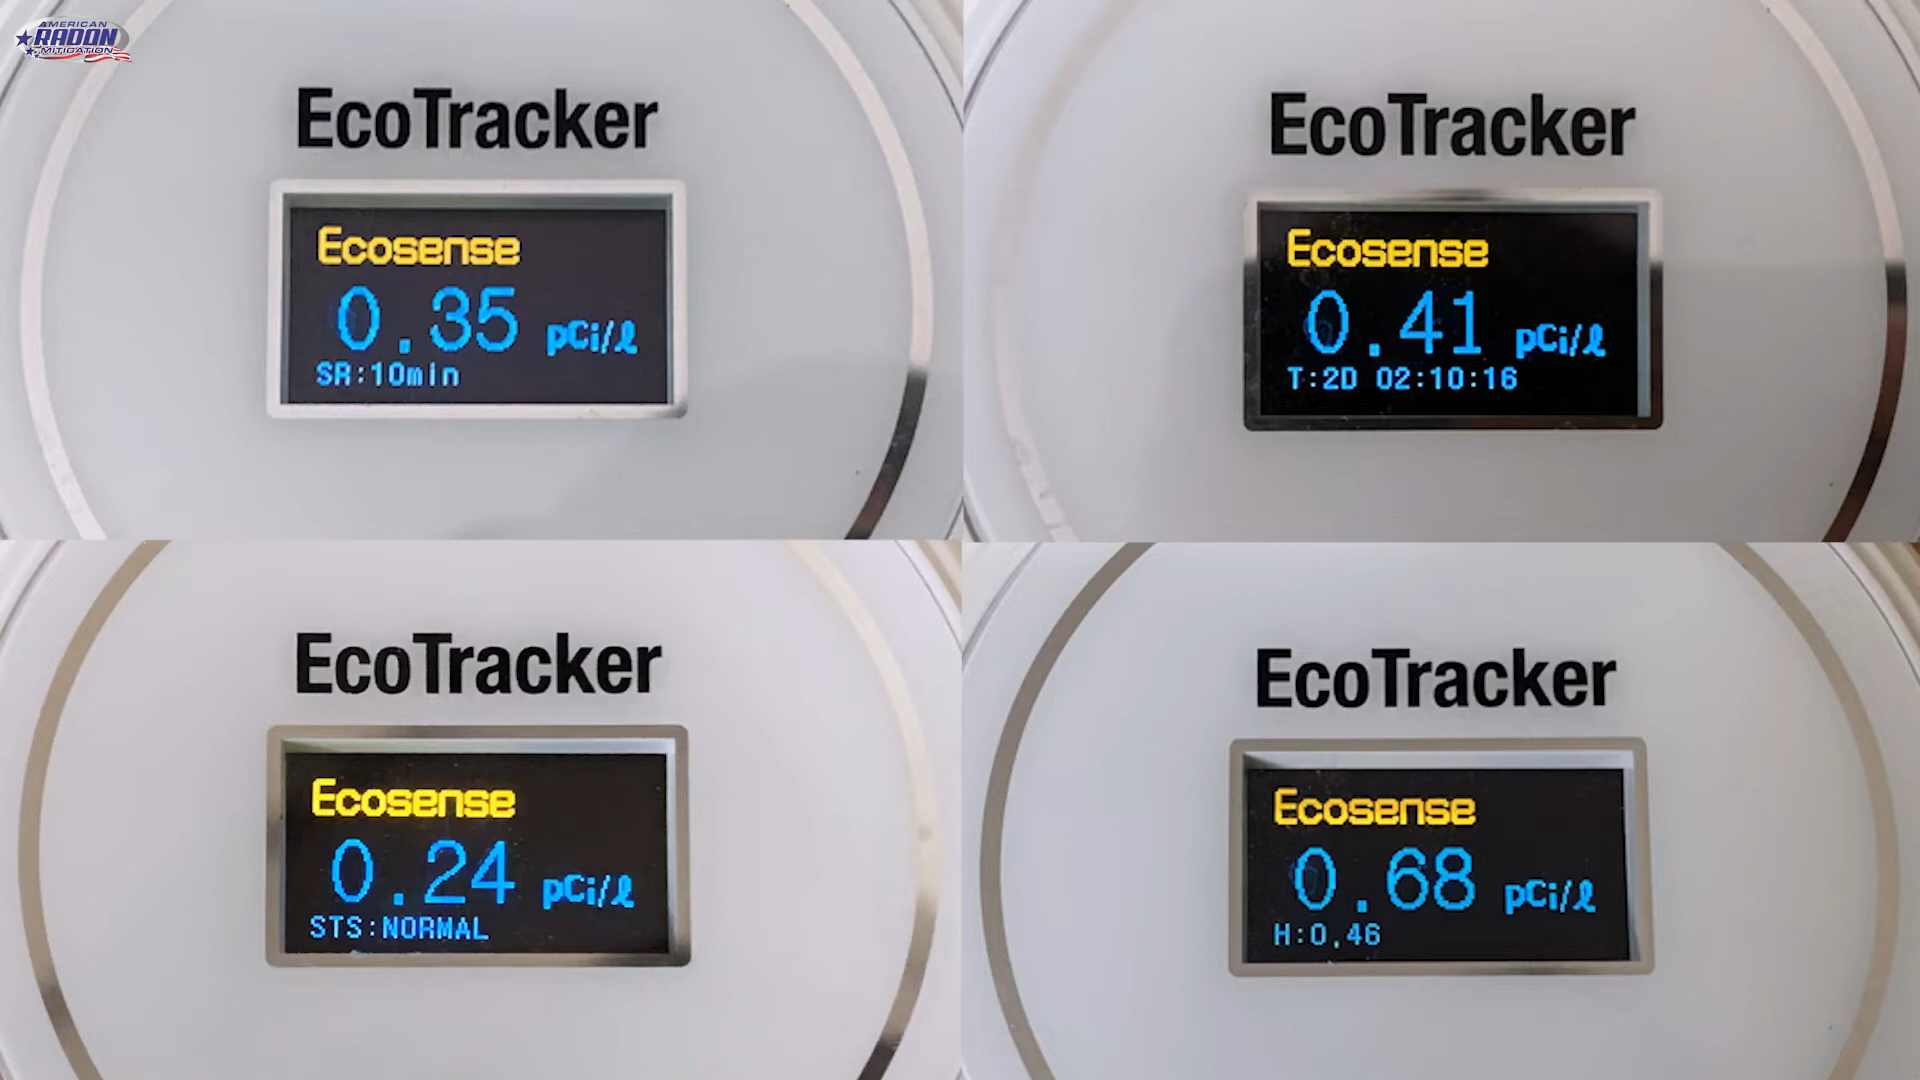 AMERICAN
RADON
MITIGATION
EcoTracker
Ecosense
0.35 pCi/ℓ
SR:10min
EcoTracker
Ecosense
0.41 pCi/ℓ
T:2D 02:10:16
EcoTracker
Ecosense
0.24 pCi/ℓ
STS:NORMAL
EcoTracker
Ecosense
0.68 pCi/ℓ
H:0.46